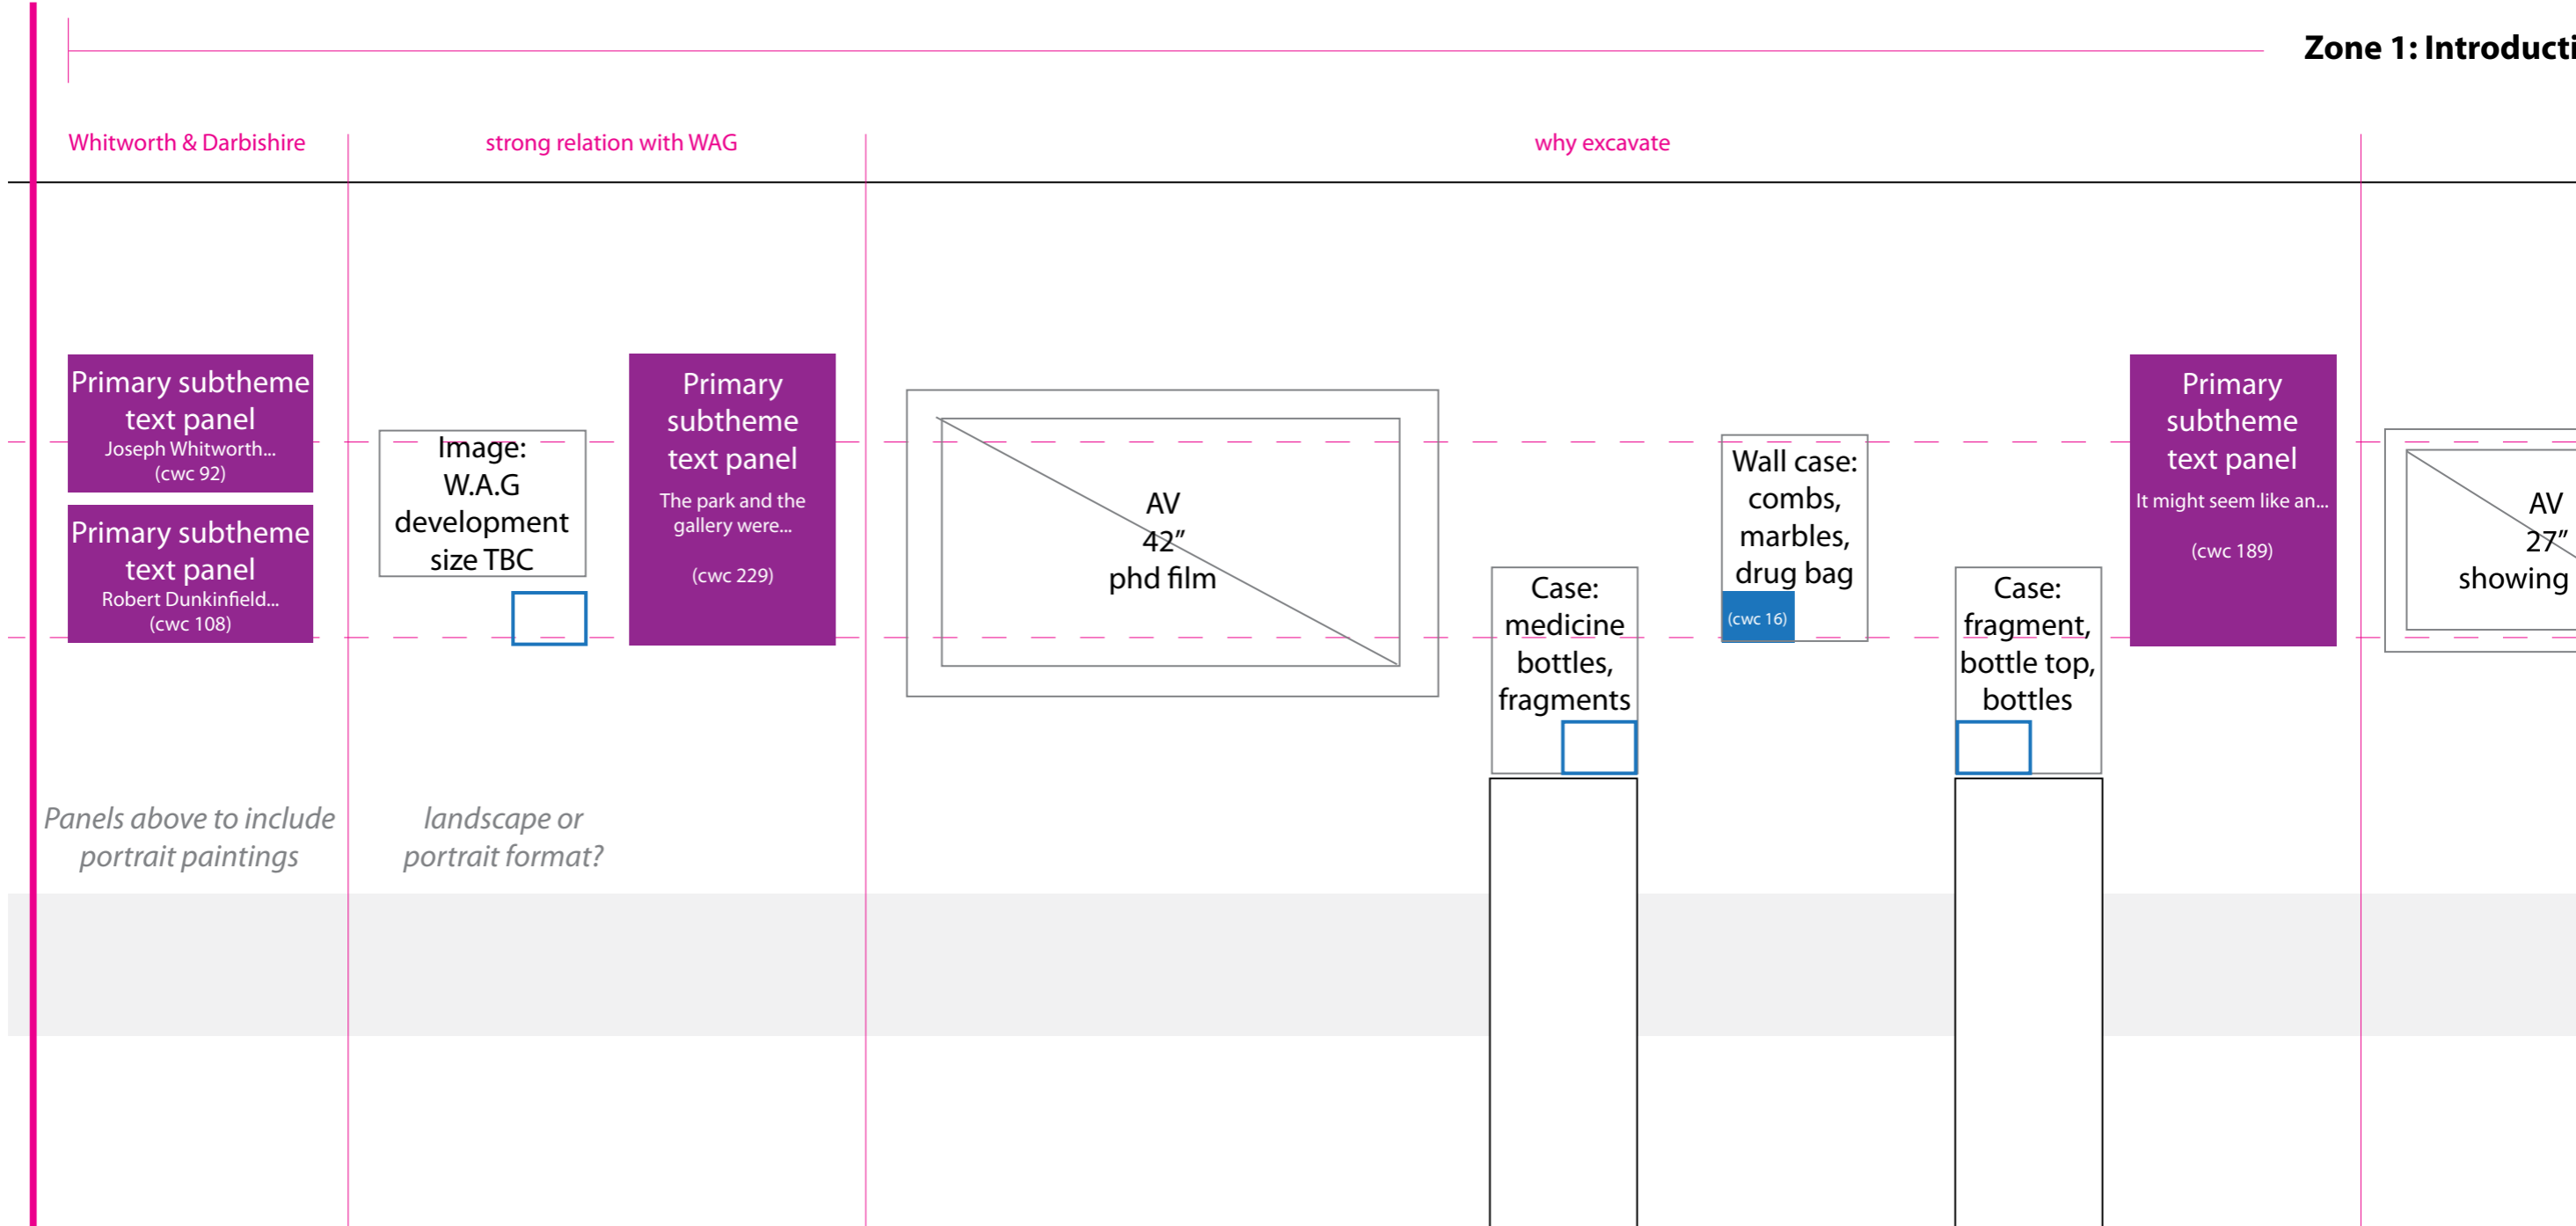 Zone 1: Introducti
Whitworth & Darbishire
strong relation with WAG
why excavate
Primary subtheme
text panel
Joseph Whitworth...
(cwc 92)
Primary subtheme
text panel
Robert Dunkinfield...
(cwc 108)
Image:
W.A.G
development
size TBC
Primary
subtheme
text panel
The park and the
gallery were...
(cwc 229)
AV
42”
phd film
Case:
medicine
bottles,
fragments
Wall case:
combs,
marbles,
drug bag
(cwc 16)
Case:
fragment,
bottle top,
bottles
Primary
subtheme
text panel
It might seem like an...
(cwc 189)
AV
27”
showing
Panels above to include
portrait paintings
landscape or
portrait format?